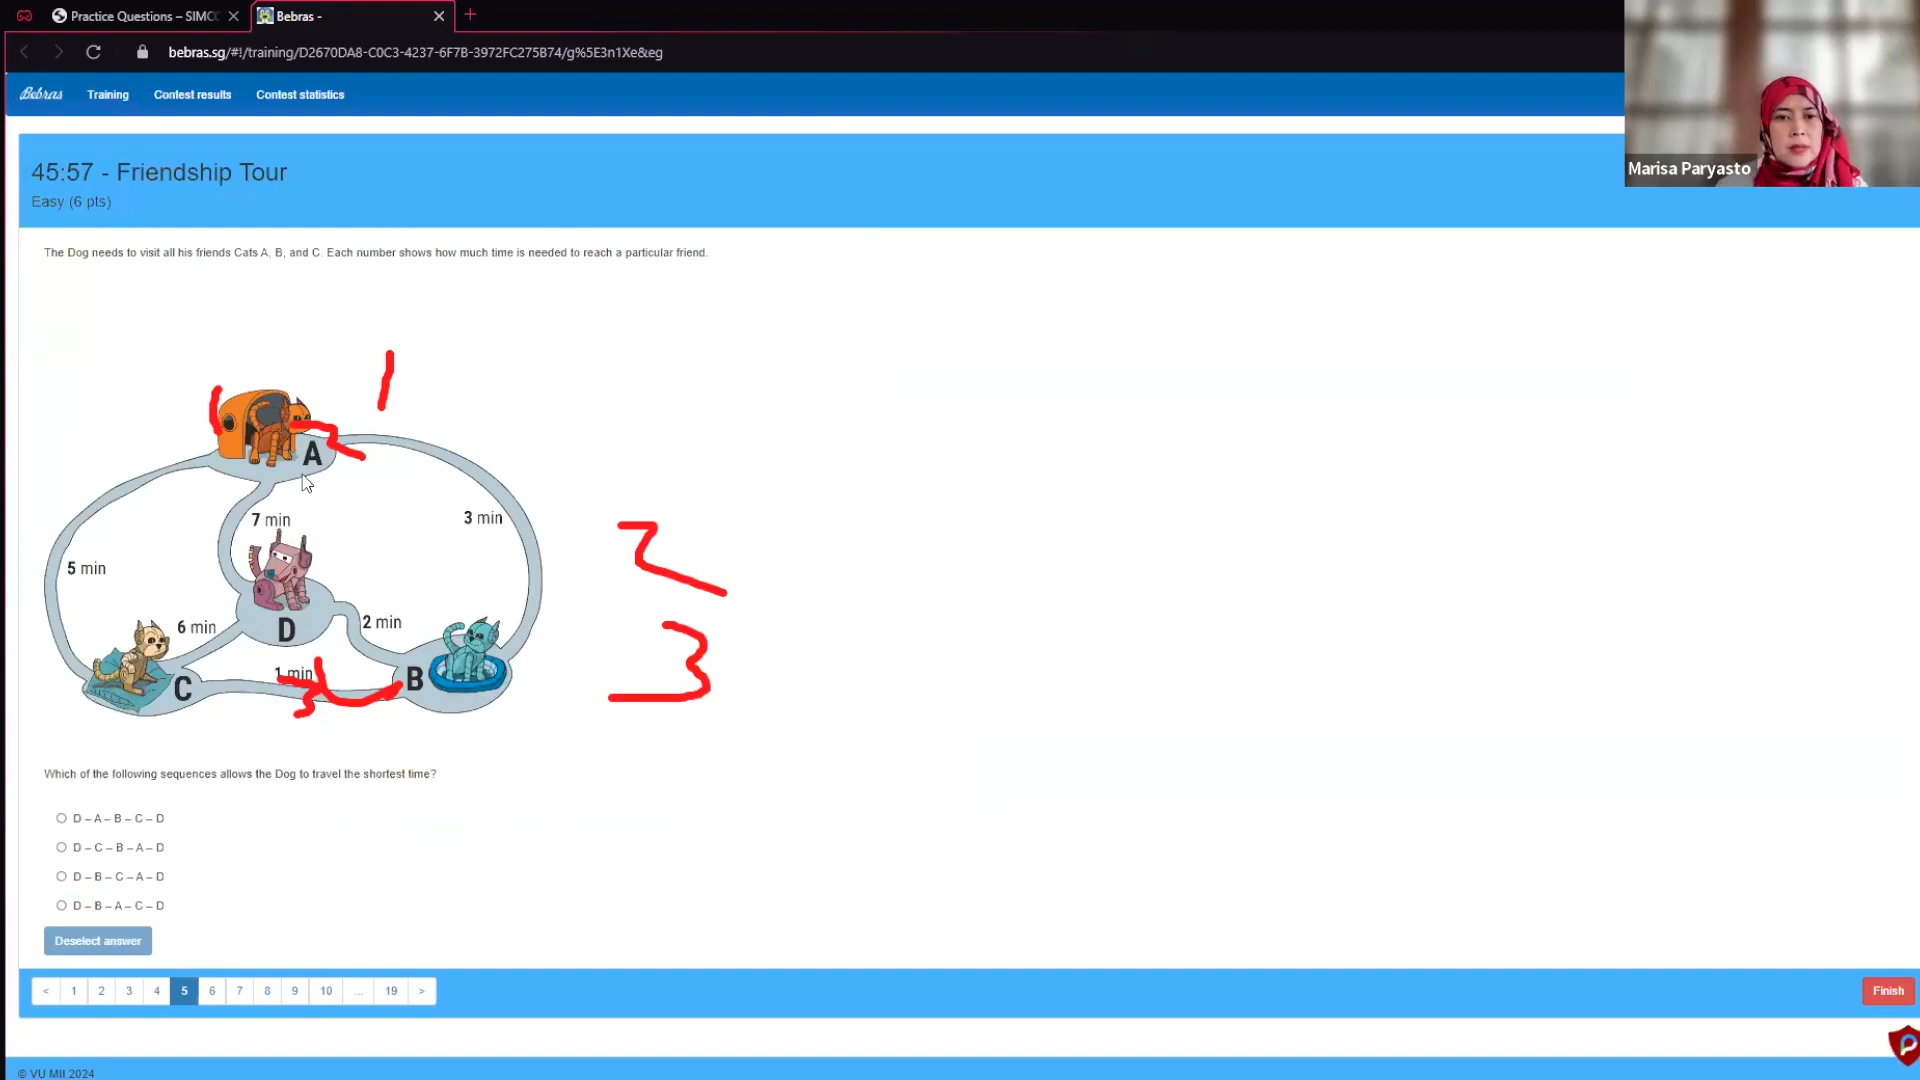 Practice Questions – SIMCC
Bebras -
bebras.sg/#!/training/D2670DA8-C0C3-4237-6F7B-3972FC275B74/g%5E3n1Xe&eg
Bebras Training Contest results Contest statistics
Marisa Paryasto
45:57 - Friendship Tour
Easy (6 pts)
The Dog needs to visit all his friends Cats A, B, and C. Each number shows how much time is needed to reach a particular friend.
1
A
7 min
3 min
2
5 min
6 min
D
2 min
3
1 min
C
B
Which of the following sequences allows the Dog to travel the shortest time?
D – A – B – C – D
D – C – B – A – D
D – B – C – A – D
D – B – A – C – D
Deselect answer
< 1 2 3 4 5 6 7 8 9 10 ... 19 >
Finish
© VU MII 2024